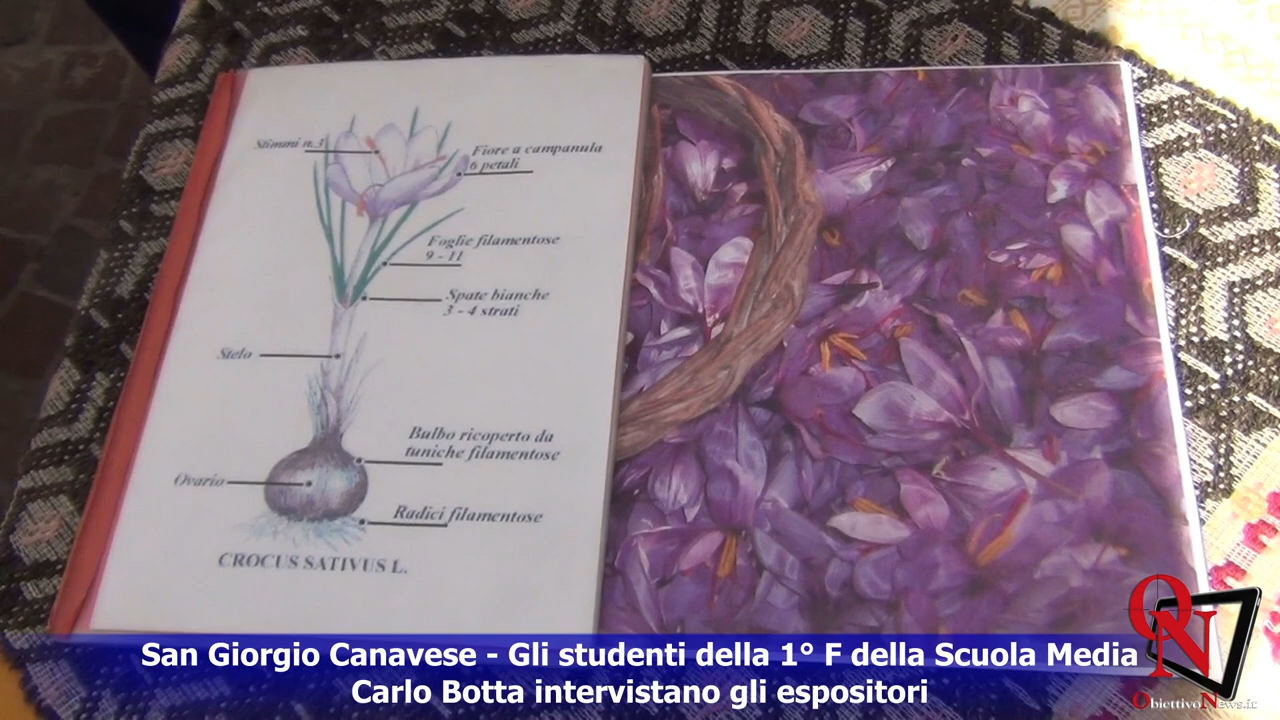 Stimmi n.3
Fiore a campanula
6 petali
Foglie filamentose
9 - 11
Spate bianche
3 - 4 strati
Stelo
Bulbo ricoperto da
tuniche filamentose
Ovario
Radici filamentose
CROCUS SATIVUS L.
San Giorgio Canavese - Gli studenti della 1° F della Scuola Media
Carlo Botta intervistano gli espositori
ON
ObiettivoNews.it